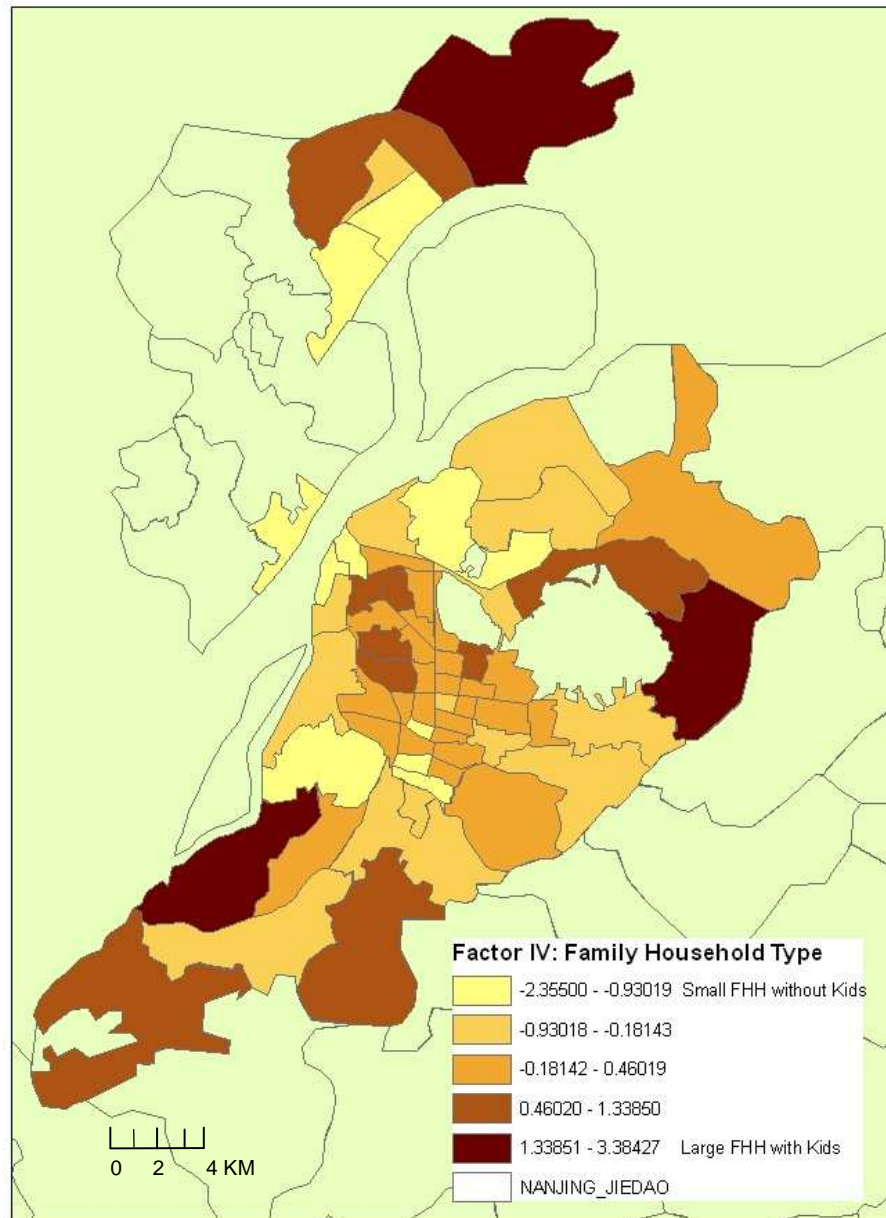 Factor IV: Family Household Type
-2.35500 - -0.93019 Small FHH without Kids
-0.93018 - -0.18143
-0.18142 - 0.46019
0.46020 - 1.33850
1.33851 - 3.38427 Large FHH with Kids
NANJING_JIEDAO
0 2 4 KM